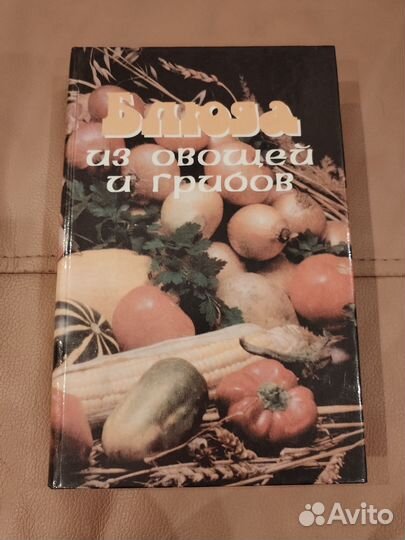 Блюда
из овощей
и грибов
Avito